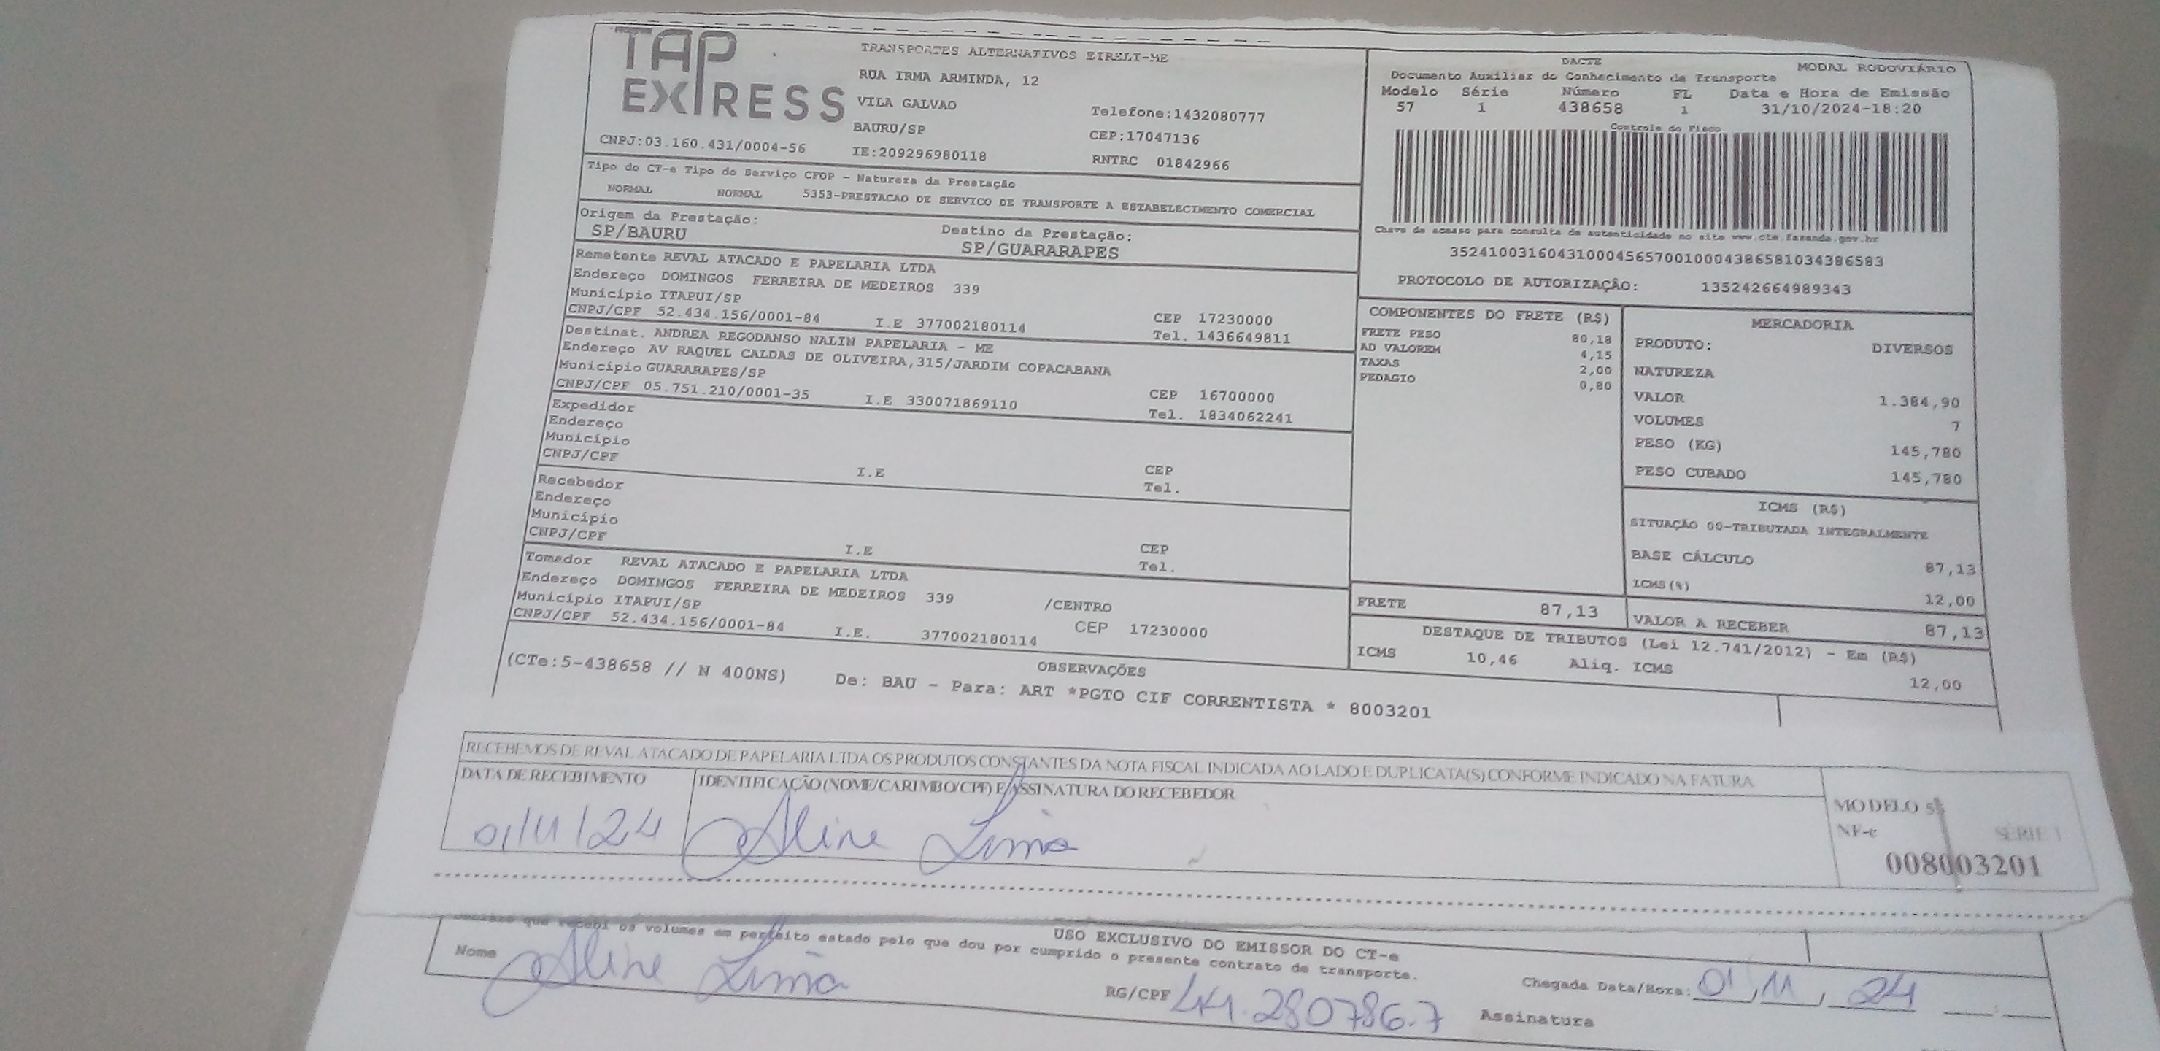 TAP EXPRESS
TRANSPORTES ALTERNATIVOS EIRELI-ME
RUA IRMA ARMINDA, 12
VILA GALVAO
Telefone:1432080777
BAURU/SP
CEP:17047136
CNPJ:03.160.431/0004-56
IE:209296980118
RNTRC 01842966
DACTE
MODAL RODOVIÁRIO
Documento Auxiliar do Conhecimento de Transporte
Modelo Série Número FL Data e Hora de Emissão
57 1 438658 1 31/10/2024-18:20
Controle do Fisco
Chave de acesso para consulta de autenticidade no site www.cte.fazenda.gov.br
35241003160431000456570010004386581034386583
PROTOCOLO DE AUTORIZAÇÃO: 135242664989343
Tipo do CT-e Tipo do Serviço CFOP - Natureza da Prestação
NORMAL NORMAL 5353-PRESTACAO DE SERVICO DE TRANSPORTE A ESTABELECIMENTO COMERCIAL
Origem da Prestação: Destino da Prestação:
SP/BAURU SP/GUARARAPES
Remetente REVAL ATACADO E PAPELARIA LTDA
Endereço DOMINGOS FERREIRA DE MEDEIROS 339
Município ITAPUI/SP CEP 17230000
CNPJ/CPF 52.434.156/0001-84 I.E 377002180114 Tel. 1436649811
Destinat. ANDREA REGODANSO NALIN PAPELARIA - ME
Endereço AV RAQUEL CALDAS DE OLIVEIRA,315/JARDIM COPACABANA
Município GUARARAPES/SP CEP 16700000
CNPJ/CPF 05.751.210/0001-35 I.E 330071869110 Tel. 1834062241
Expedidor
Endereço
Município CEP
CNPJ/CPF I.E Tel.
Recebedor
Endereço
Município CEP
CNPJ/CPF I.E Tel.
Tomador REVAL ATACADO E PAPELARIA LTDA
Endereço DOMINGOS FERREIRA DE MEDEIROS 339 /CENTRO
Município ITAPUI/SP CEP 17230000
CNPJ/CPF 52.434.156/0001-84 I.E. 377002180114
COMPONENTES DO FRETE (R$)
FRETE PESO 80,18
AD VALOREM 4,15
TAXAS 2,00
PEDAGIO 0,80
FRETE 87,13
MERCADORIA
PRODUTO: DIVERSOS
NATUREZA
VALOR 1.384,90
VOLUMES 7
PESO (KG) 145,780
PESO CUBADO 145,780
ICMS (R$)
SITUAÇÃO 00-TRIBUTADA INTEGRALMENTE
BASE CÁLCULO 87,13
ICMS(%) 12,00
VALOR A RECEBER 87,13
DESTAQUE DE TRIBUTOS (Lei 12.741/2012) - Em (R$)
ICMS 10,46 Aliq. ICMS 12,00
OBSERVAÇÕES
(CTe:5-438658 // N 400NS) De: BAU - Para: ART *PGTO CIF CORRENTISTA * 8003201
RECEBEMOS DE REVAL ATACADO DE PAPELARIA LTDA OS PRODUTOS CONSTANTES DA NOTA FISCAL INDICADA AO LADO E DUPLICATA(S) CONFORME INDICADO NA FATURA
DATA DE RECEBIMENTO IDENTIFICAÇÃO (NOME/CARIMBO/CPF) E ASSINATURA DO RECEBEDOR
01/11/24 Aline Lima
MODELO
NF-e SÉRIE 1
008003201
USO EXCLUSIVO DO EMISSOR DO CT-e
que recebi os volumes em perfeito estado pelo que dou por cumprido o presente contrato de transporte.
Nome Aline Lima
RG/CPF 44.280786-7
Chegada Data/Hora: 01/11/24
Assinatura